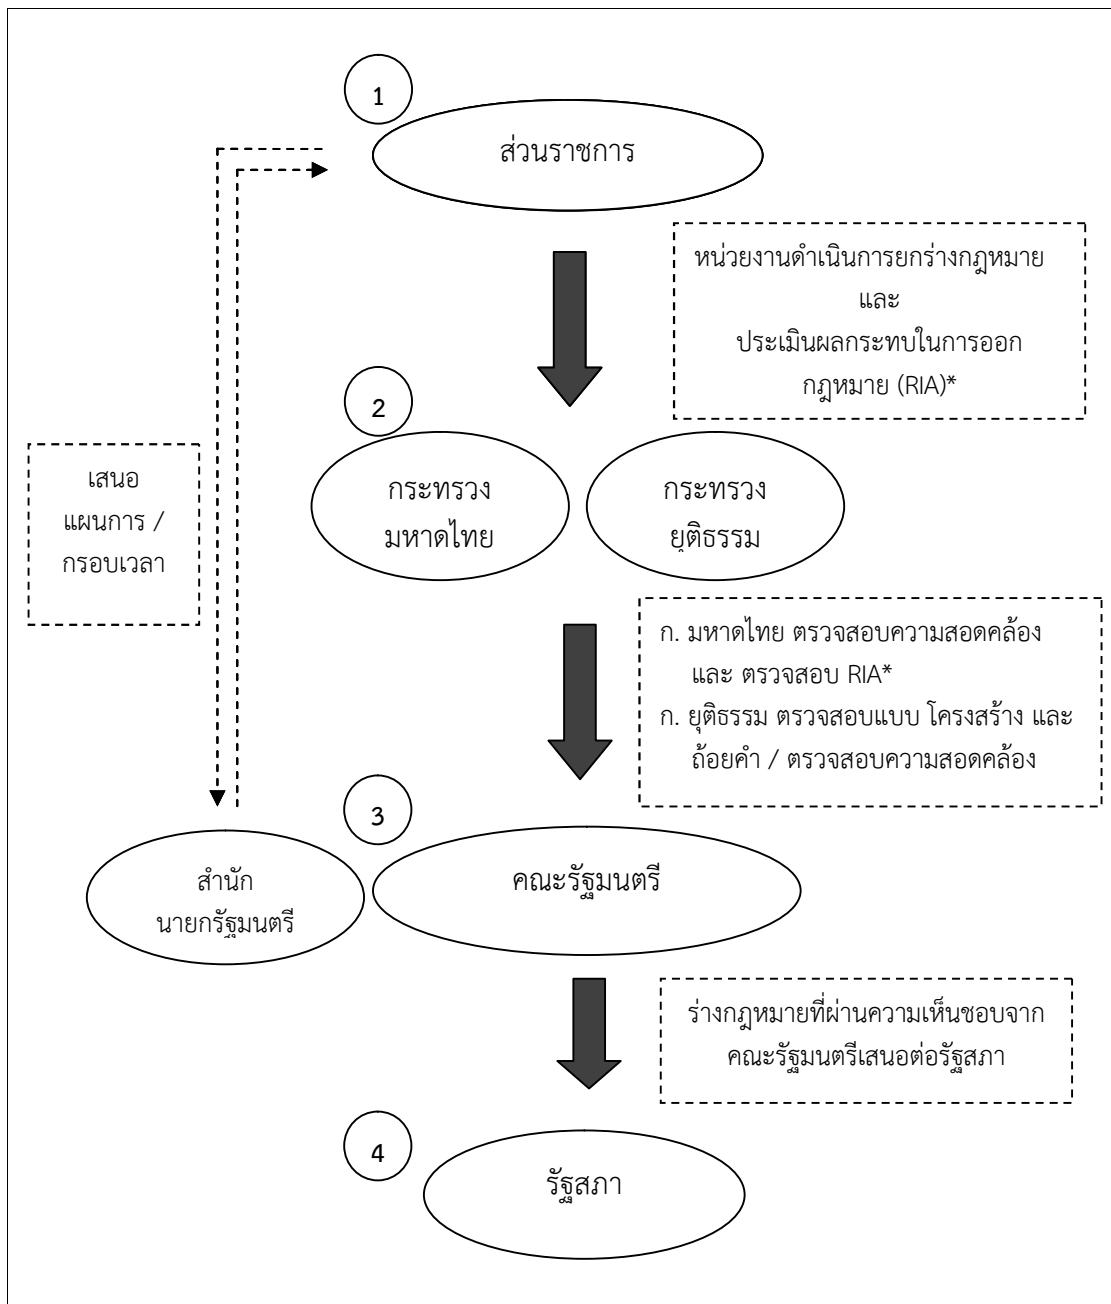 1
ส่วนราชการ
หน่วยงานดำเนินการยกร่างกฎหมาย
และ
ประเมินผลกระทบในการออก
กฎหมาย (RIA)*
2
กระทรวง
มหาดไทย
กระทรวง
ยุติธรรม
เสนอ
แผนการ /
กรอบเวลา
ก. มหาดไทย ตรวจสอบความสอดคล้อง
และ ตรวจสอบ RIA*
ก. ยุติธรรม ตรวจสอบแบบ โครงสร้าง และ
ถ้อยคำ / ตรวจสอบความสอดคล้อง
3
คณะรัฐมนตรี
สำนัก
นายกรัฐมนตรี
ร่างกฎหมายที่ผ่านความเห็นชอบจาก
คณะรัฐมนตรีเสนอต่อรัฐสภา
4
รัฐสภา